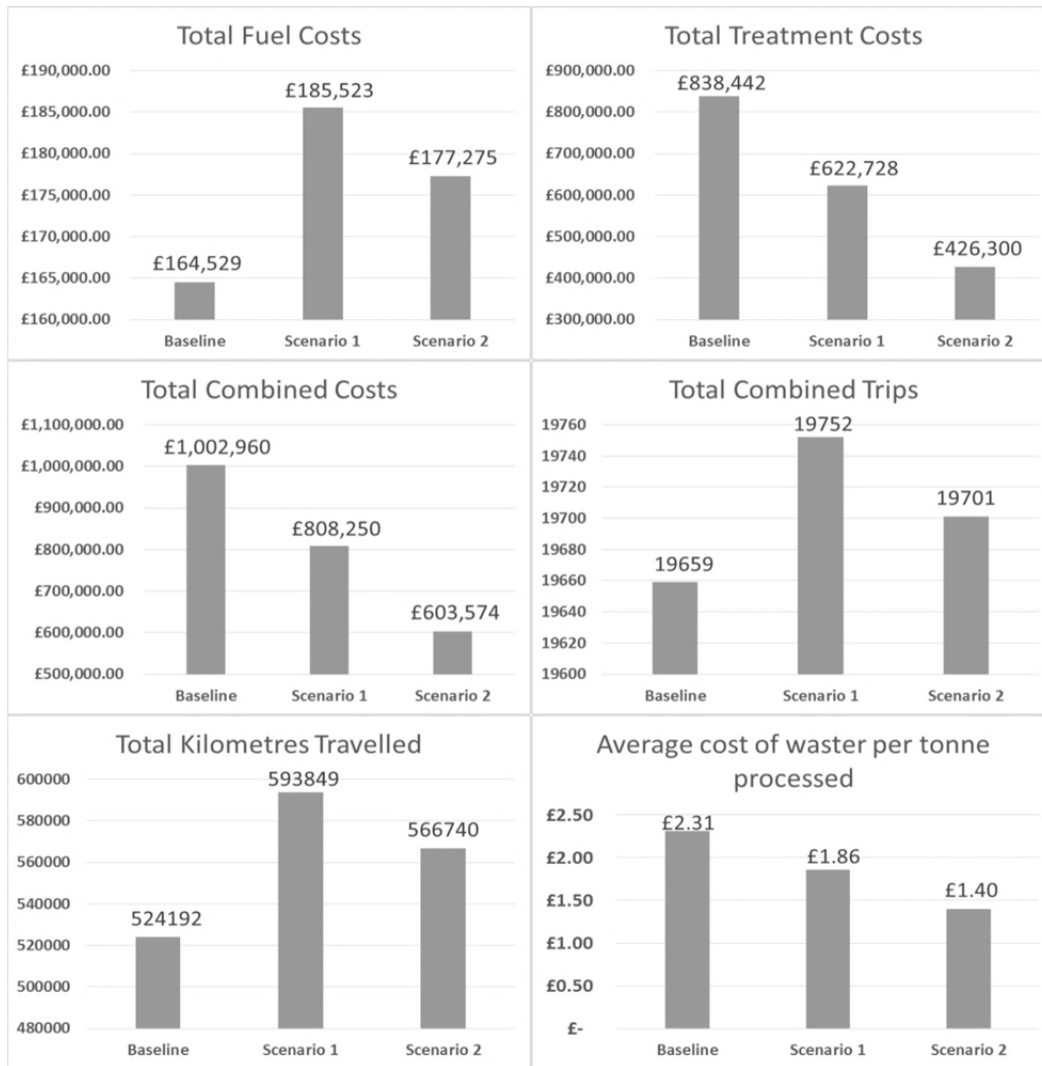 Total Fuel Costs
£190,000.00
£185,000.00
£180,000.00
£175,000.00
£170,000.00
£165,000.00
£160,000.00
£164,529
£185,523
£177,275
Baseline
Scenario 1
Scenario 2
Total Treatment Costs
£900,000.00
£800,000.00
£700,000.00
£600,000.00
£500,000.00
£400,000.00
£300,000.00
£838,442
£622,728
£426,300
Baseline
Scenario 1
Scenario 2
Total Combined Costs
£1,100,000.00
£1,000,000.00
£900,000.00
£800,000.00
£700,000.00
£600,000.00
£500,000.00
£1,002,960
£808,250
£603,574
Baseline
Scenario 1
Scenario 2
Total Combined Trips
19760
19740
19720
19700
19680
19660
19640
19620
19600
19659
19752
19701
Baseline
Scenario 1
Scenario 2
Total Kilometres Travelled
600000
580000
560000
540000
520000
500000
480000
524192
593849
566740
Baseline
Scenario 1
Scenario 2
Average cost of waster per tonne
processed
£2.50
£2.00
£1.50
£1.00
£0.50
£-
£2.31
£1.86
£1.40
Baseline
Scenario 1
Scenario 2